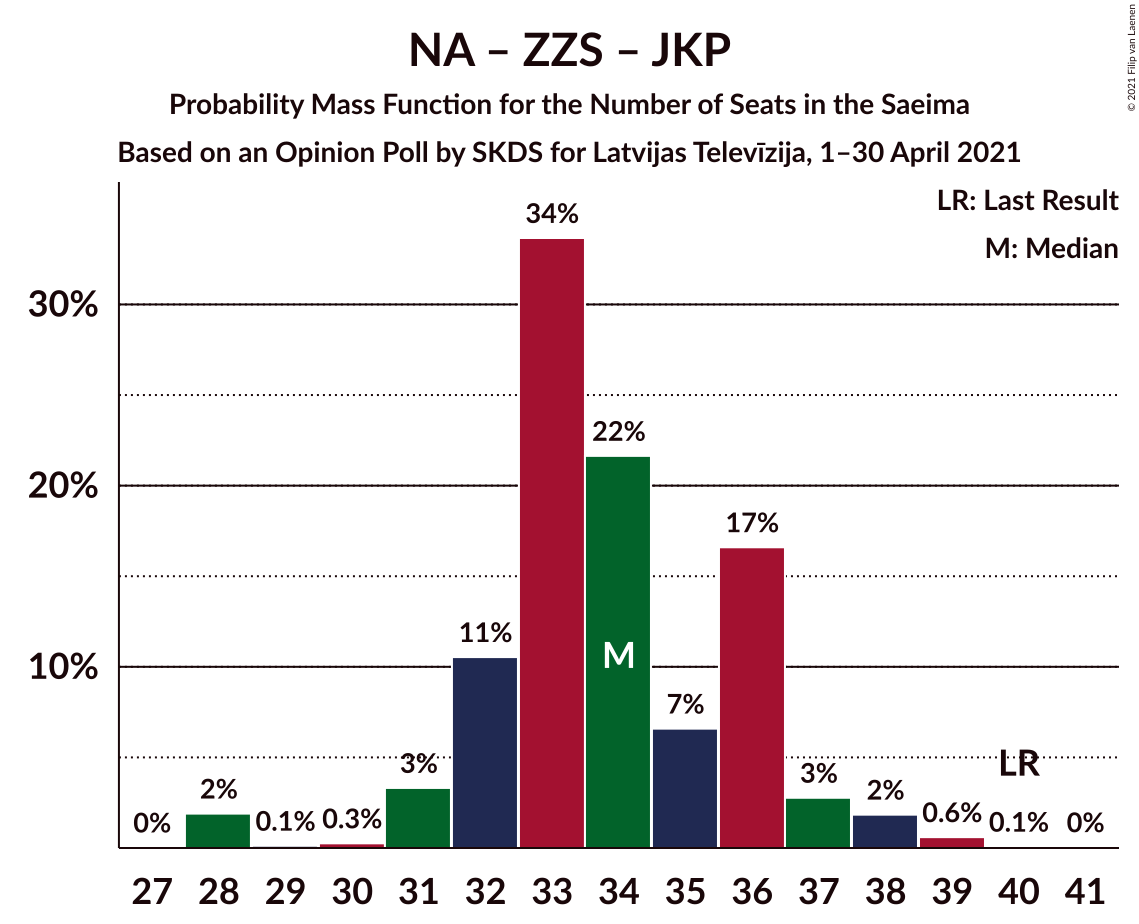 NA – ZZS – JKP
Probability Mass Function for the Number of Seats in the Saeima
Based on an Opinion Poll by SKDS for Latvijas Televīzija, 1–30 April 2021
© 2021 Filip van Laenen
LR: Last Result
M: Median
34%
30%
22%
20%
17%
11%
10%
M
7%
LR
3%
3%
2%
2%
0.6%
0% 0.1% 0.3% 0.1% 0%
27 28 29 30 31 32 33 34 35 36 37 38 39 40 41